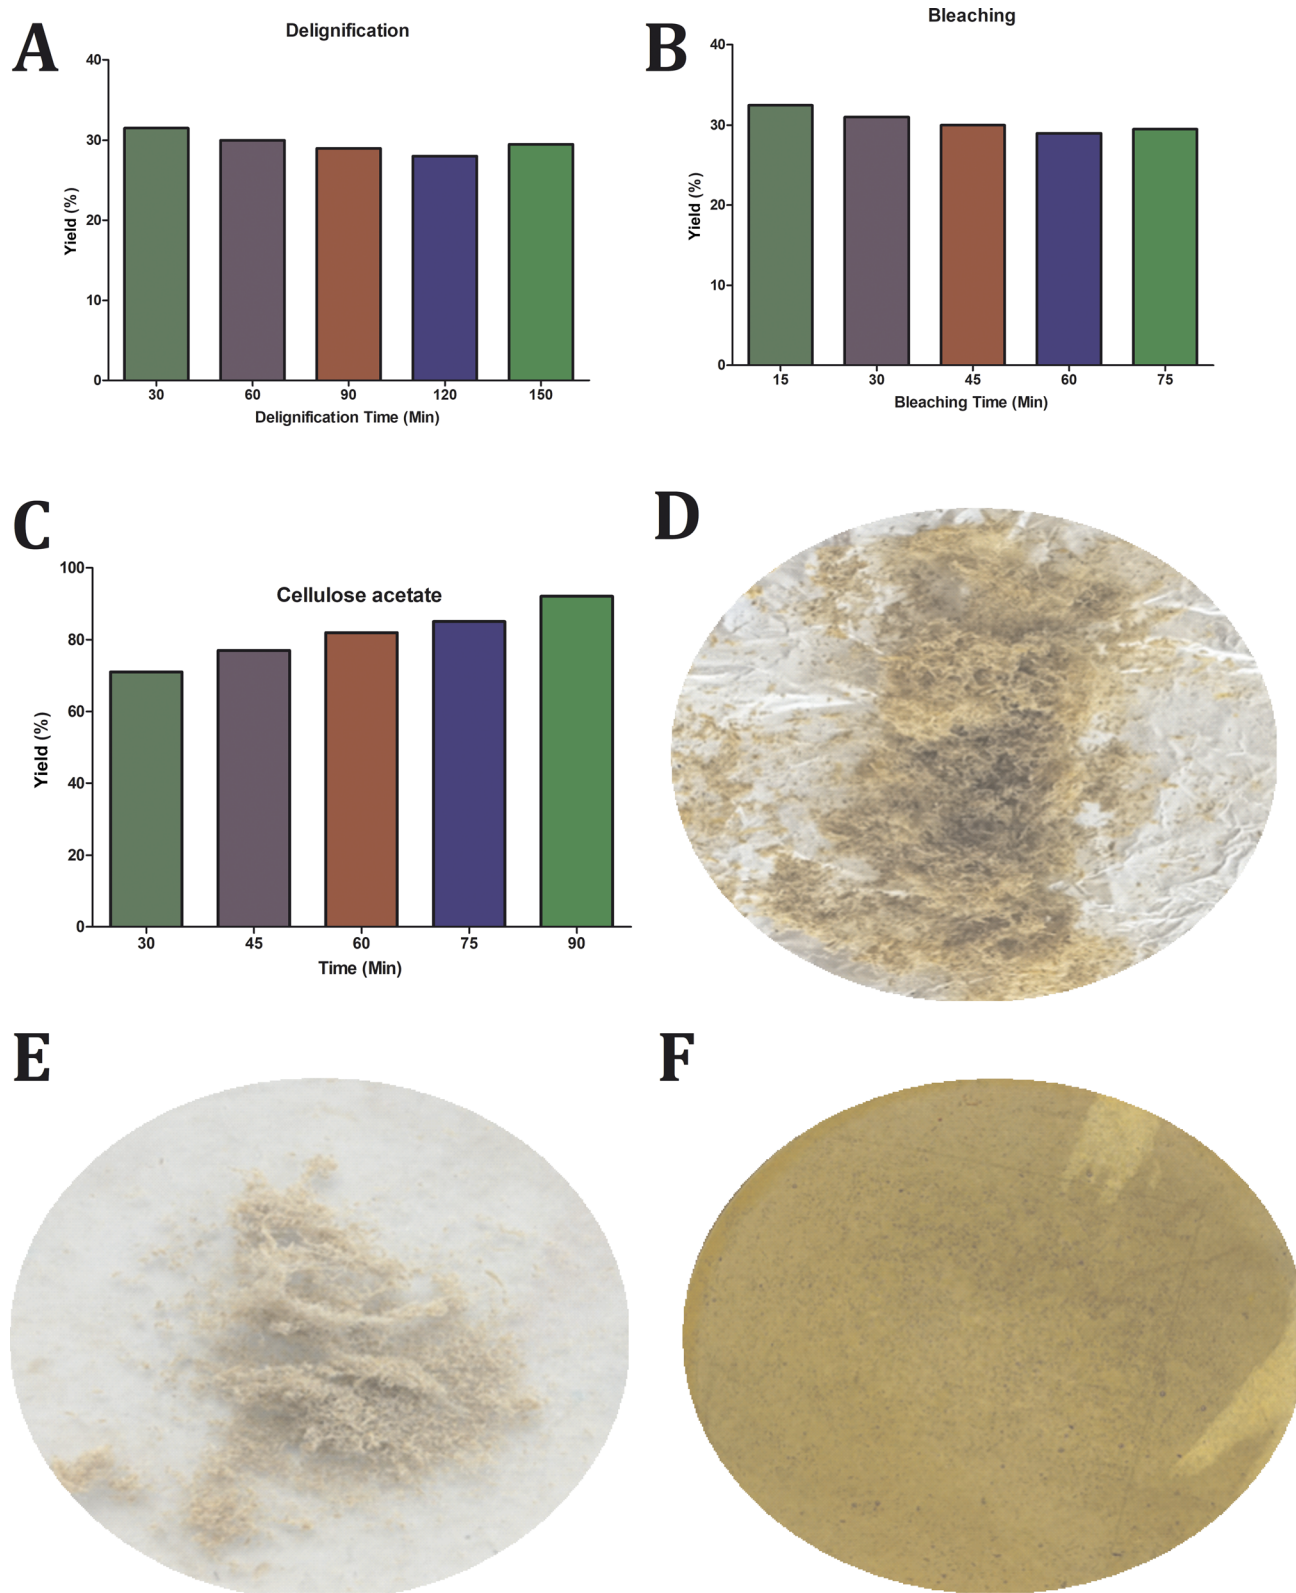 A
Delignification
40
30
20
10
0
Yield (%)
30 60 90 120 150
Delignification Time (Min)
B
Bleaching
40
30
20
10
0
Yield (%)
15 30 45 60 75
Bleaching Time (Min)
C
Cellulose acetate
100
80
60
40
20
0
Yield (%)
30 45 60 75 90
Time (Min)
D
E
F